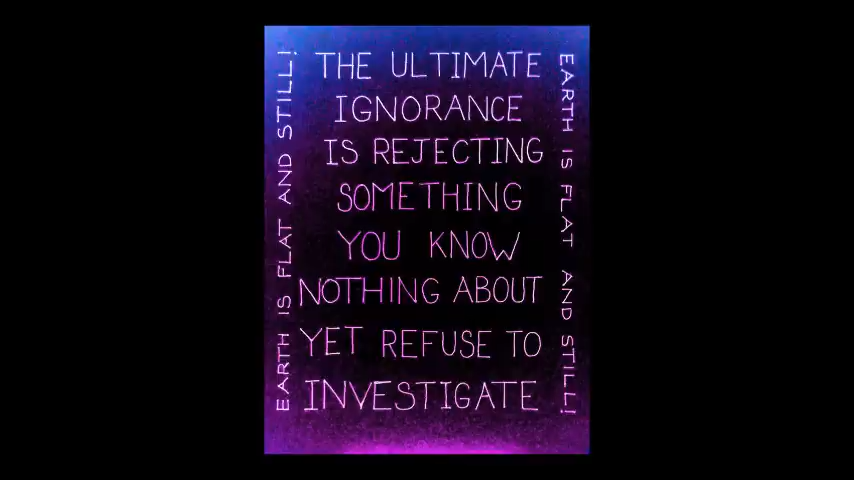 EARTH IS FLAT AND STILL!
THE ULTIMATE
IGNORANCE
IS REJECTING
SOMETHING
YOU KNOW
NOTHING ABOUT
YET REFUSE TO
INVESTIGATE
EARTH IS FLAT AND STILL!